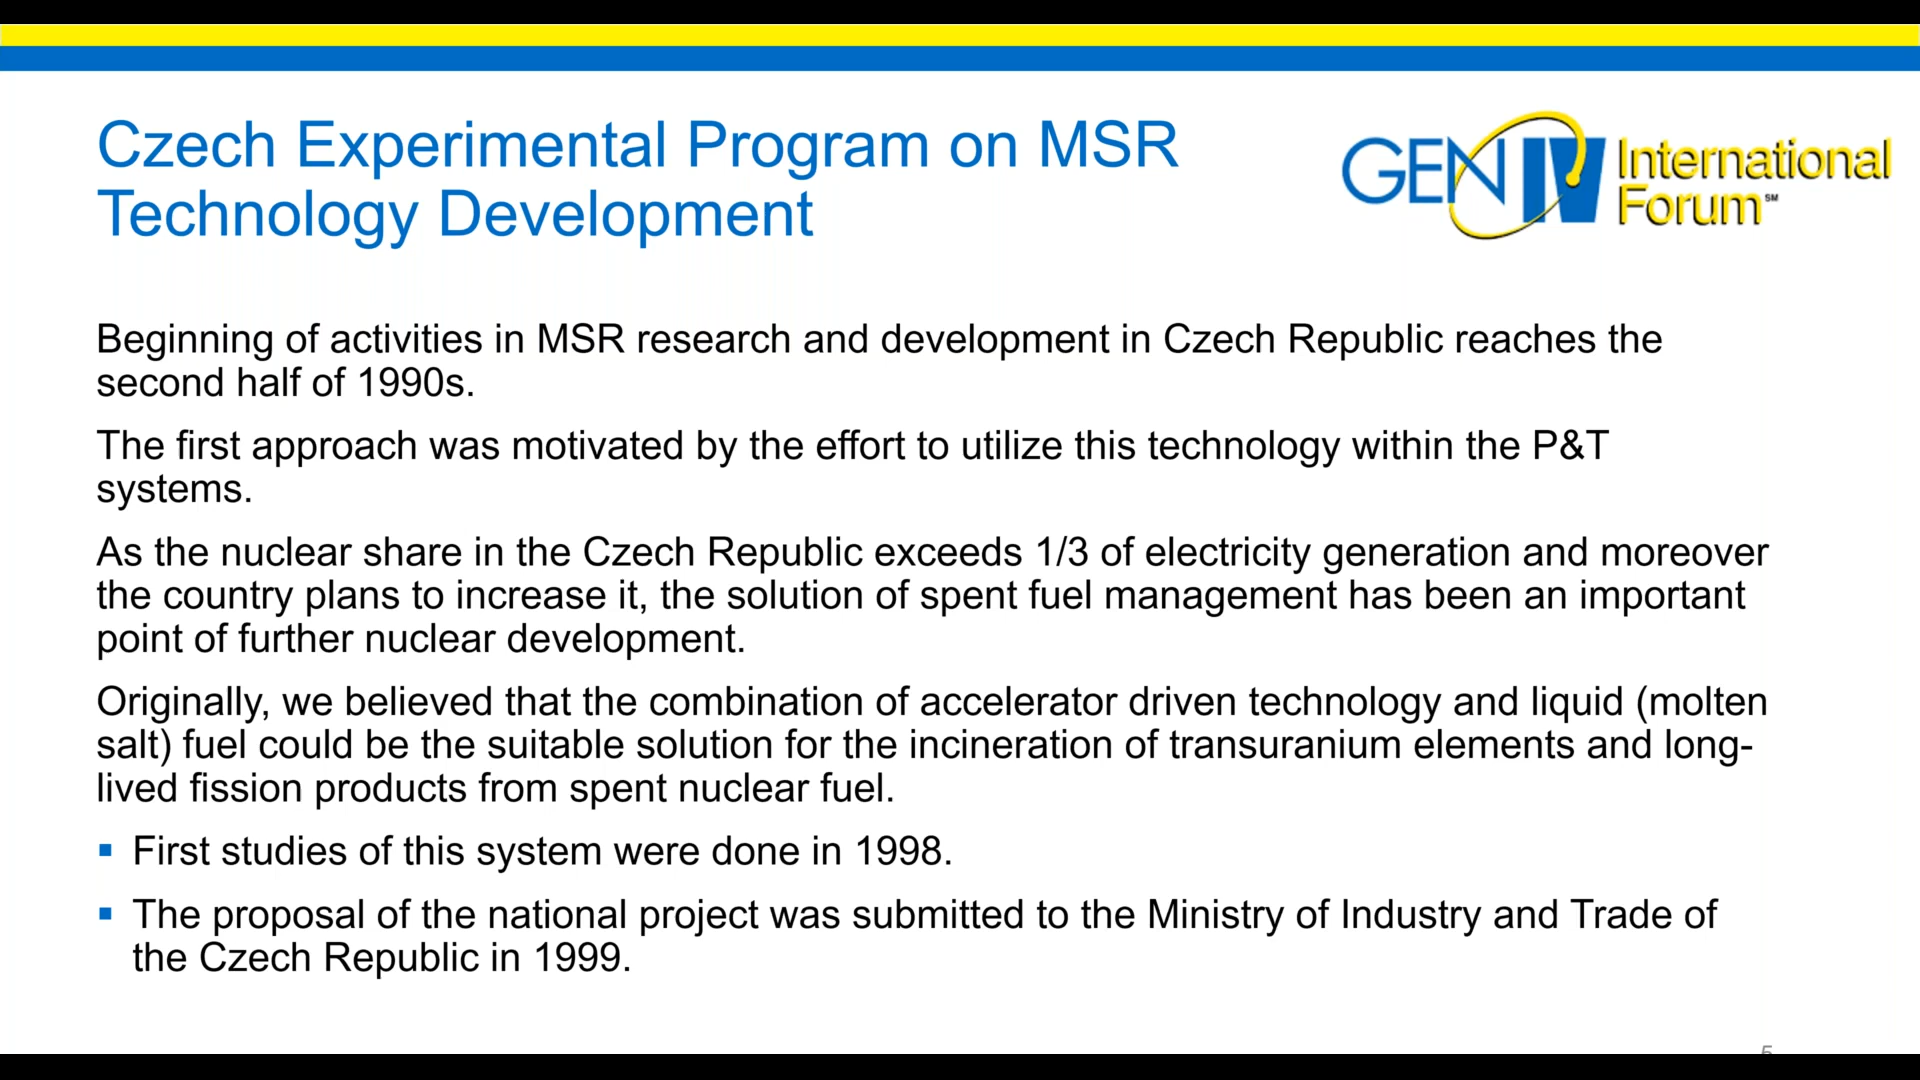 Czech Experimental Program on MSR
Technology Development
GEN IV International
Forum℠
Beginning of activities in MSR research and development in Czech Republic reaches the
second half of 1990s.
The first approach was motivated by the effort to utilize this technology within the P&T
systems.
As the nuclear share in the Czech Republic exceeds 1/3 of electricity generation and moreover
the country plans to increase it, the solution of spent fuel management has been an important
point of further nuclear development.
Originally, we believed that the combination of accelerator driven technology and liquid (molten
salt) fuel could be the suitable solution for the incineration of transuranium elements and long-
lived fission products from spent nuclear fuel.
▪ First studies of this system were done in 1998.
▪ The proposal of the national project was submitted to the Ministry of Industry and Trade of
the Czech Republic in 1999.
5